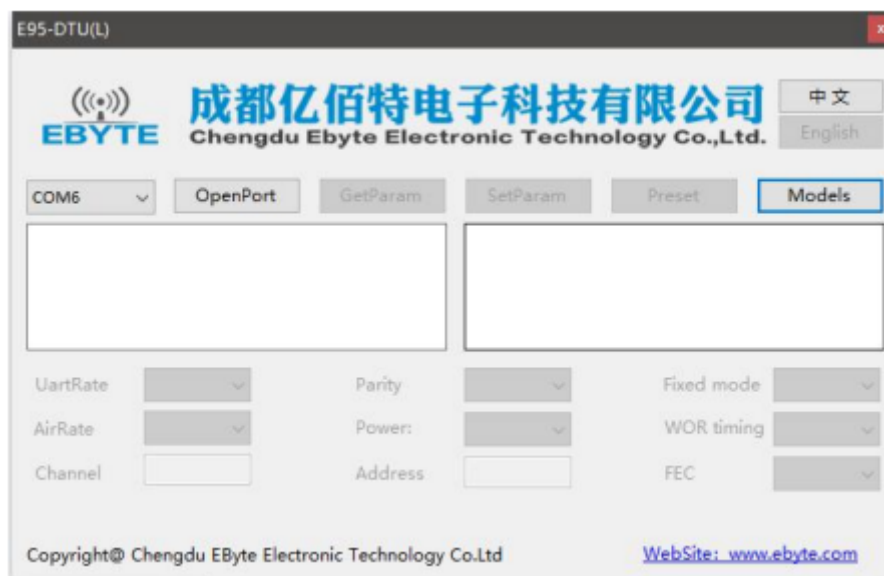 E95-DTU(L)
x
EBYTE
成都亿佰特电子科技有限公司
Chengdu Ebyte Electronic Technology Co.,Ltd.
中文
English
COM6 OpenPort GetParam SetParam Preset Models
UartRate Parity Fixed mode
AirRate Power: WOR timing
Channel Address FEC
Copyright@ Chengdu EByte Electronic Technology Co.Ltd WebSite: www.ebyte.com